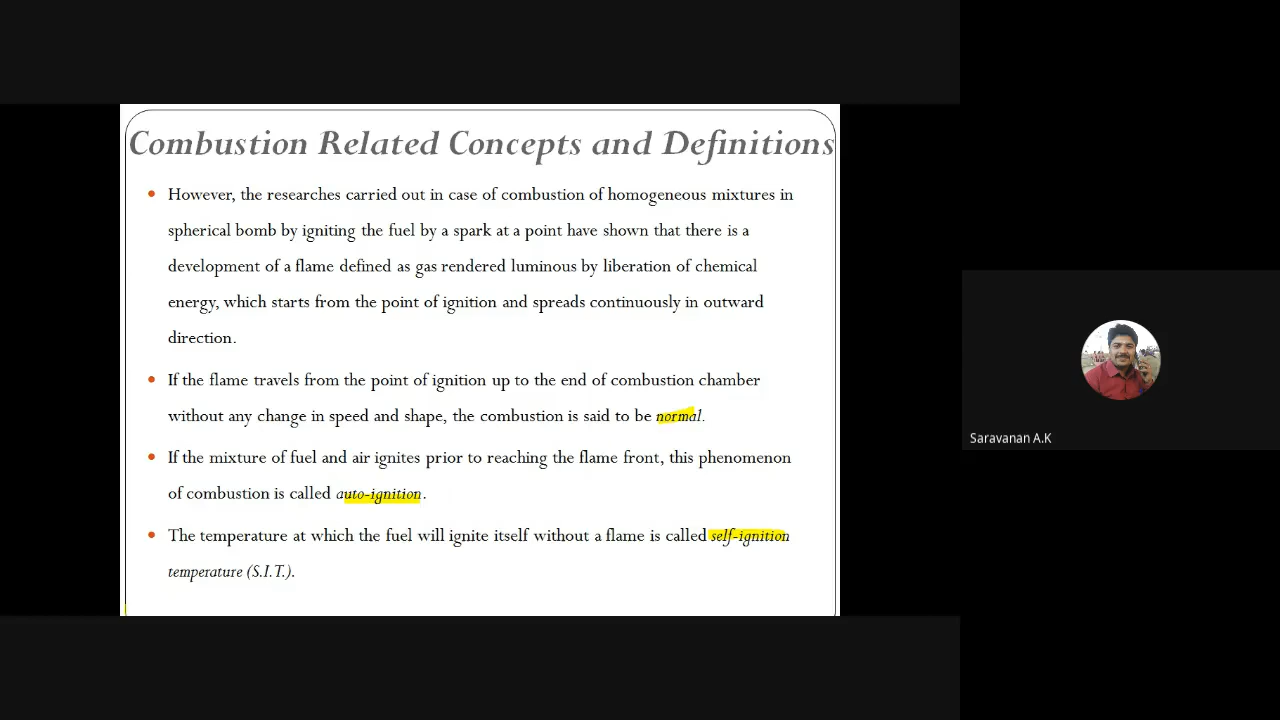 Combustion Related Concepts and Definitions
However, the researches carried out in case of combustion of homogeneous mixtures in
spherical bomb by igniting the fuel by a spark at a point have shown that there is a
development of a flame defined as gas rendered luminous by liberation of chemical
energy, which starts from the point of ignition and spreads continuously in outward
direction.
If the flame travels from the point of ignition up to the end of combustion chamber
without any change in speed and shape, the combustion is said to be normal.
If the mixture of fuel and air ignites prior to reaching the flame front, this phenomenon
of combustion is called auto-ignition.
The temperature at which the fuel will ignite itself without a flame is called self-ignition
temperature (S.I.T.).
Saravanan A.K